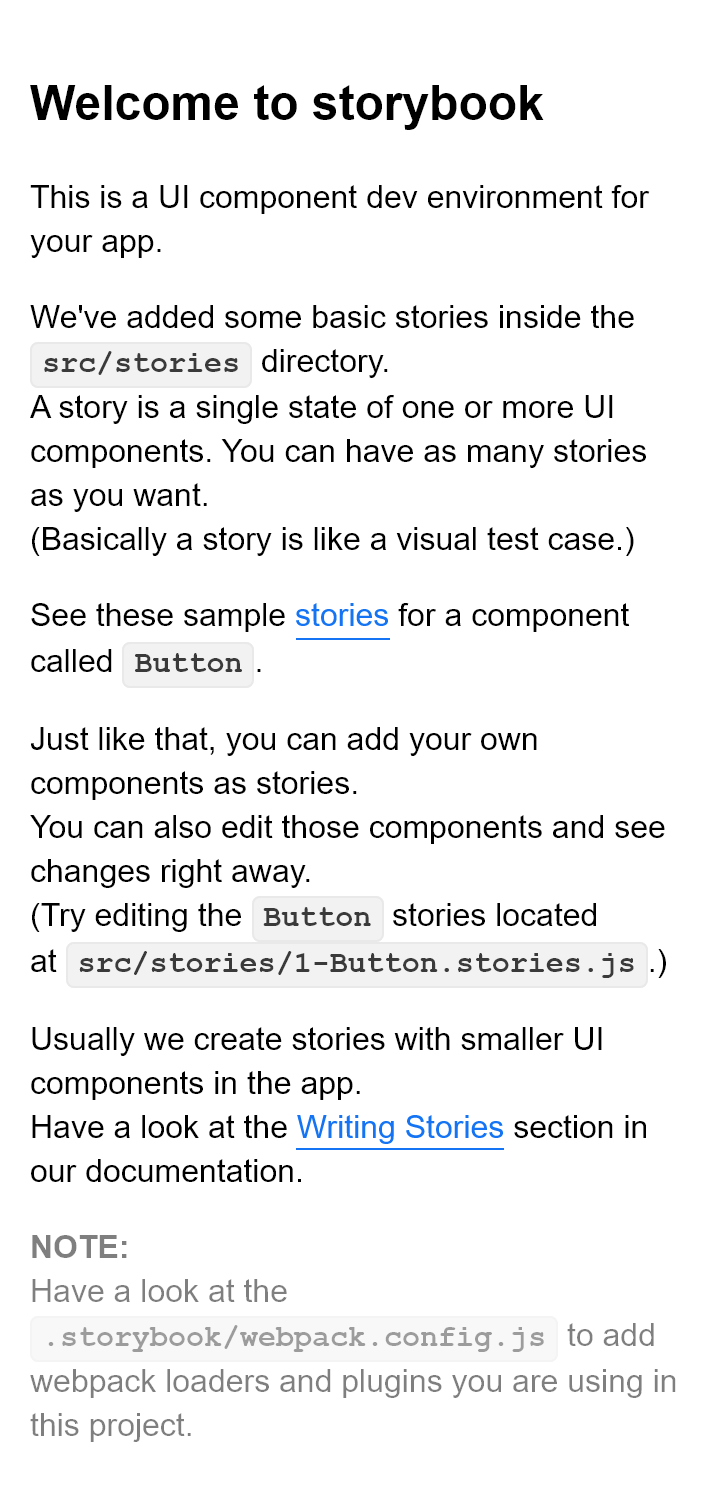 Welcome to storybook
This is a UI component dev environment for
your app.
We've added some basic stories inside the
src/stories directory.
A story is a single state of one or more UI
components. You can have as many stories
as you want.
(Basically a story is like a visual test case.)
See these sample stories for a component
called Button.
Just like that, you can add your own
components as stories.
You can also edit those components and see
changes right away.
(Try editing the Button stories located
at src/stories/1-Button.stories.js.)
Usually we create stories with smaller UI
components in the app.
Have a look at the Writing Stories section in
our documentation.
NOTE:
Have a look at the
.storybook/webpack.config.js to add
webpack loaders and plugins you are using in
this project.